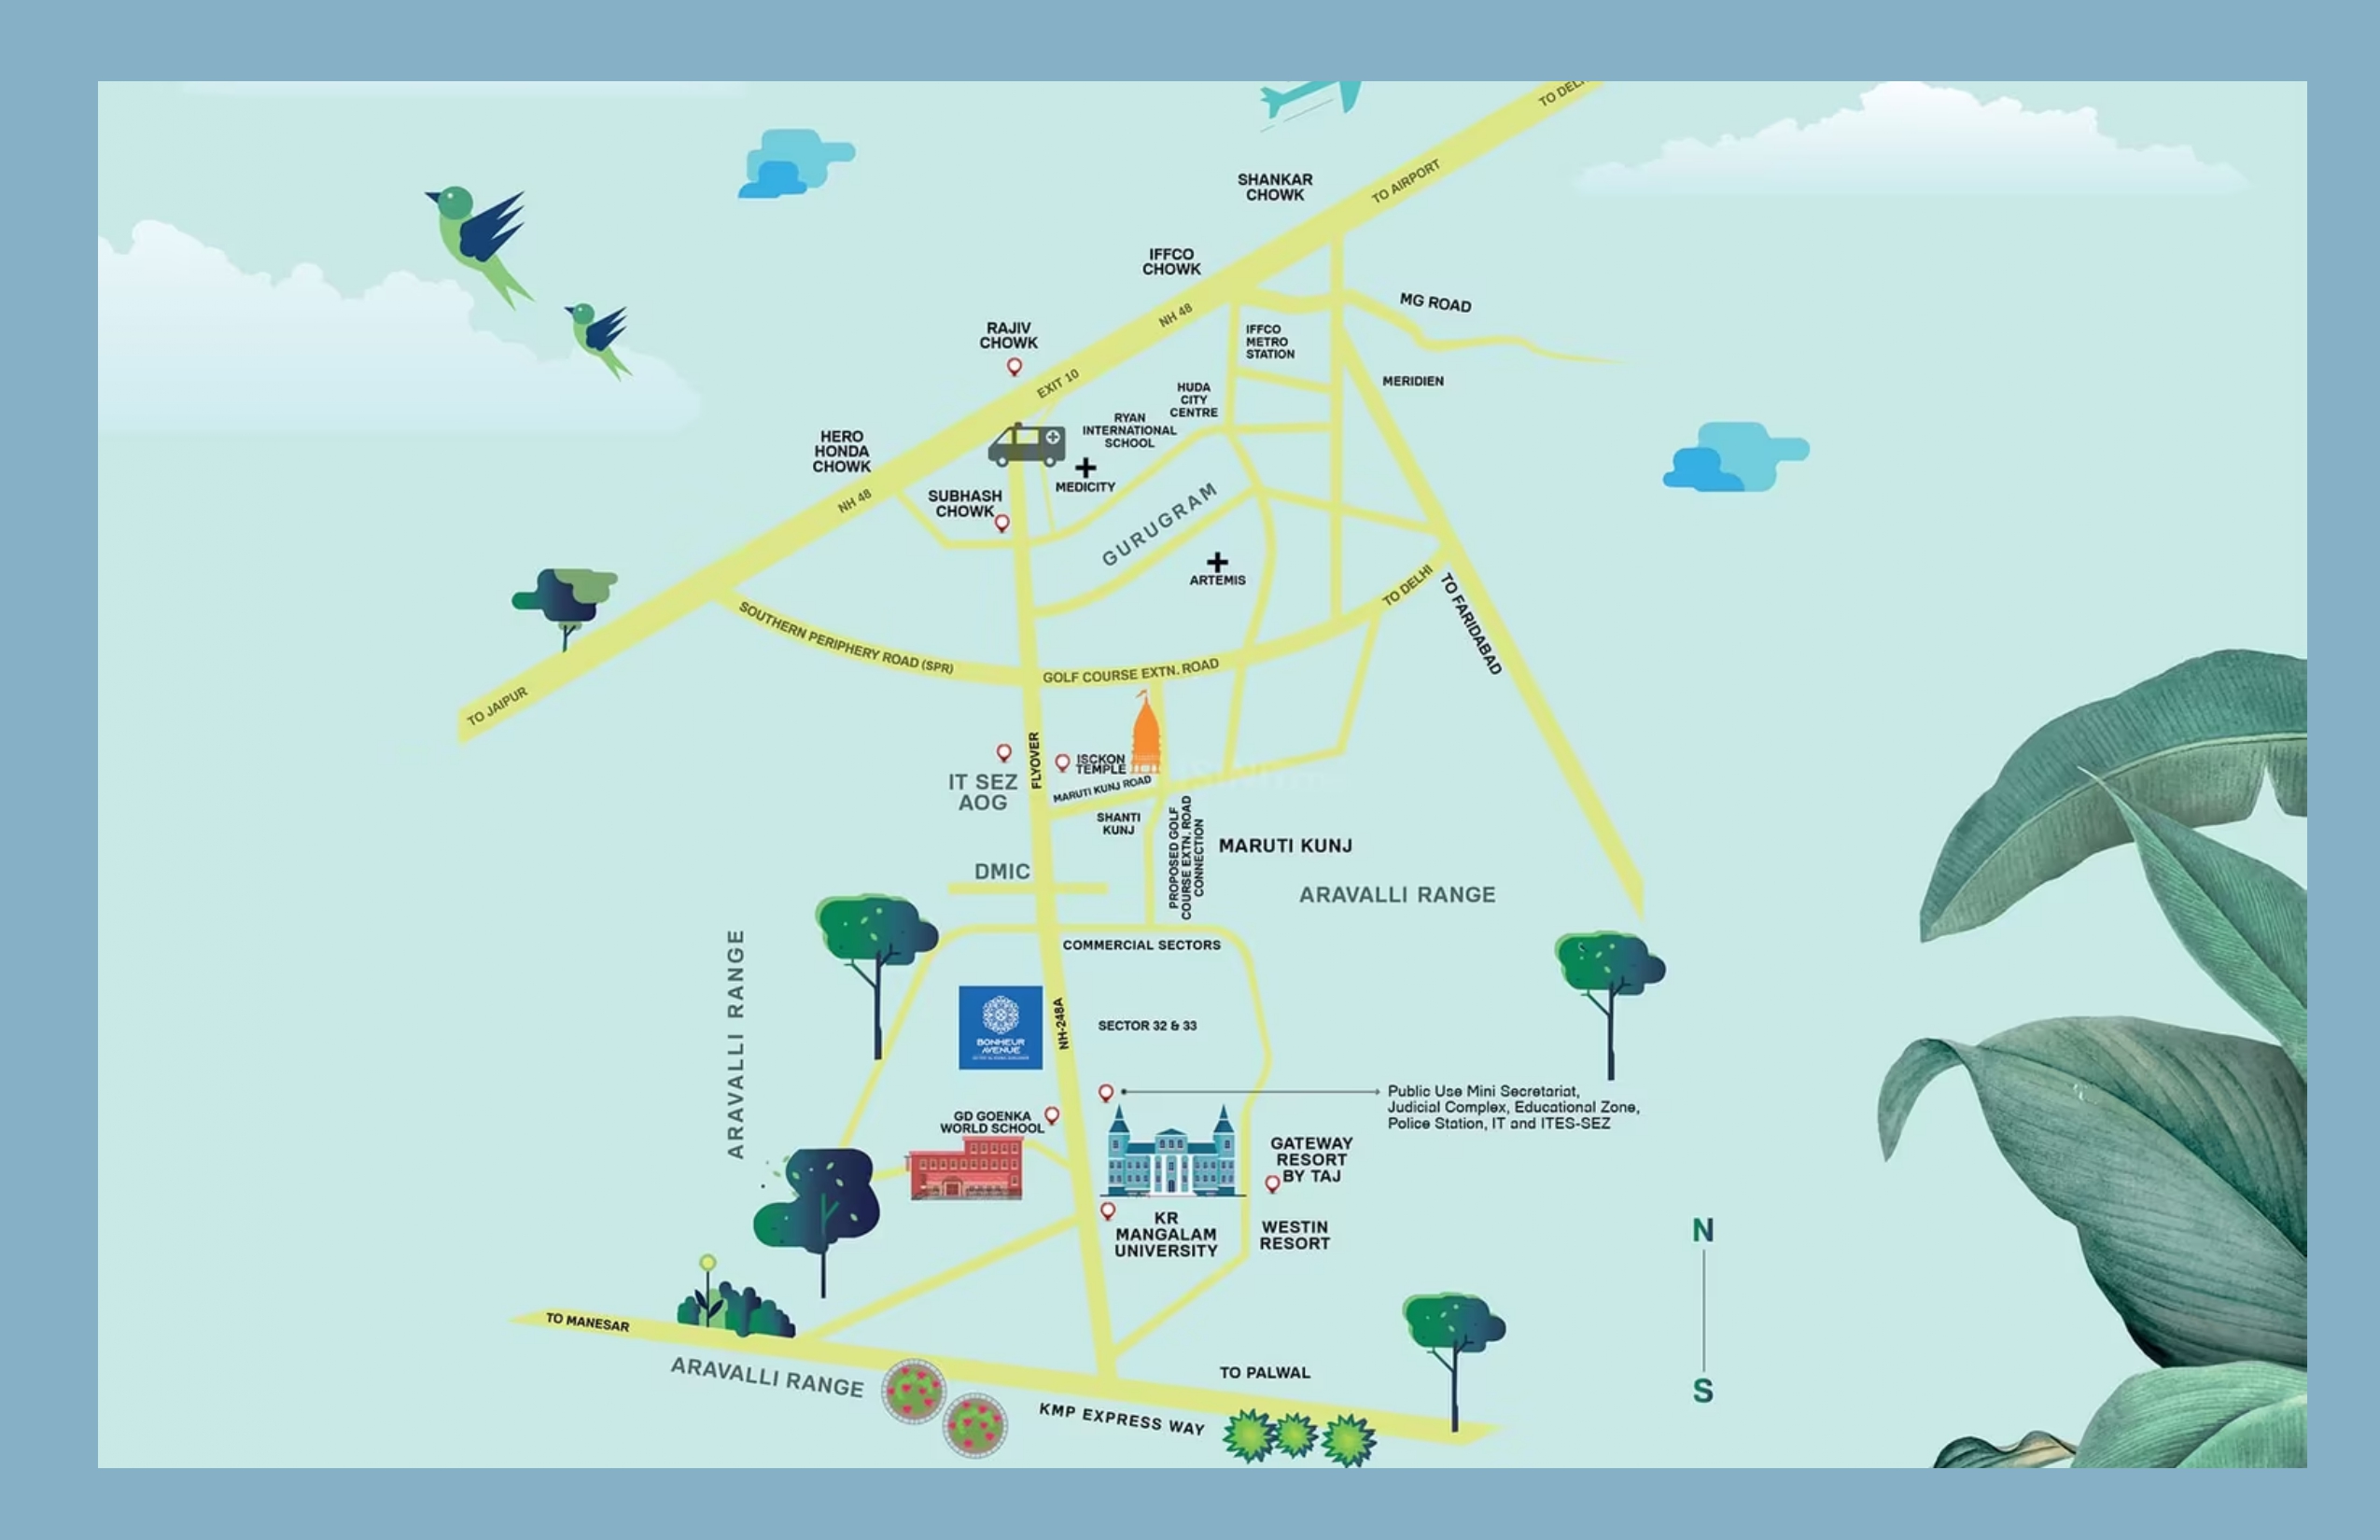 TO DELHI
TO AIRPORT
SHANKAR
CHOWK
IFFCO
CHOWK
NH 48
MG ROAD
RAJIV
CHOWK
IFFCO
METRO
STATION
EXIT 10
MERIDIEN
HUDA
CITY
CENTRE
RYAN
INTERNATIONAL
SCHOOL
HERO
HONDA
CHOWK
MEDICITY
NH 48
SUBHASH
CHOWK
GURUGRAM
ARTEMIS
TO DELHI
TO FARIDABAD
SOUTHERN PERIPHERY ROAD (SPR)
GOLF COURSE EXTN. ROAD
TO JAIPUR
FLYOVER
ISCKON
TEMPLE
IT SEZ
AOG
MARUTI KUNJ ROAD
SHANTI
KUNJ
PROPOSED GOLF
COURSE EXTN. ROAD
CONNECTION
MARUTI KUNJ
DMIC
ARAVALLI RANGE
COMMERCIAL SECTORS
ARAVALLI RANGE
BONHEUR
AVENUE
NH-248A
SECTOR 32 & 33
Public Use Mini Secretariat,
Judicial Complex, Educational Zone,
Police Station, IT and ITES-SEZ
GD GOENKA
WORLD SCHOOL
GATEWAY
RESORT
BY TAJ
KR
MANGALAM
UNIVERSITY
WESTIN
RESORT
N
S
TO MANESAR
ARAVALLI RANGE
TO PALWAL
KMP EXPRESS WAY